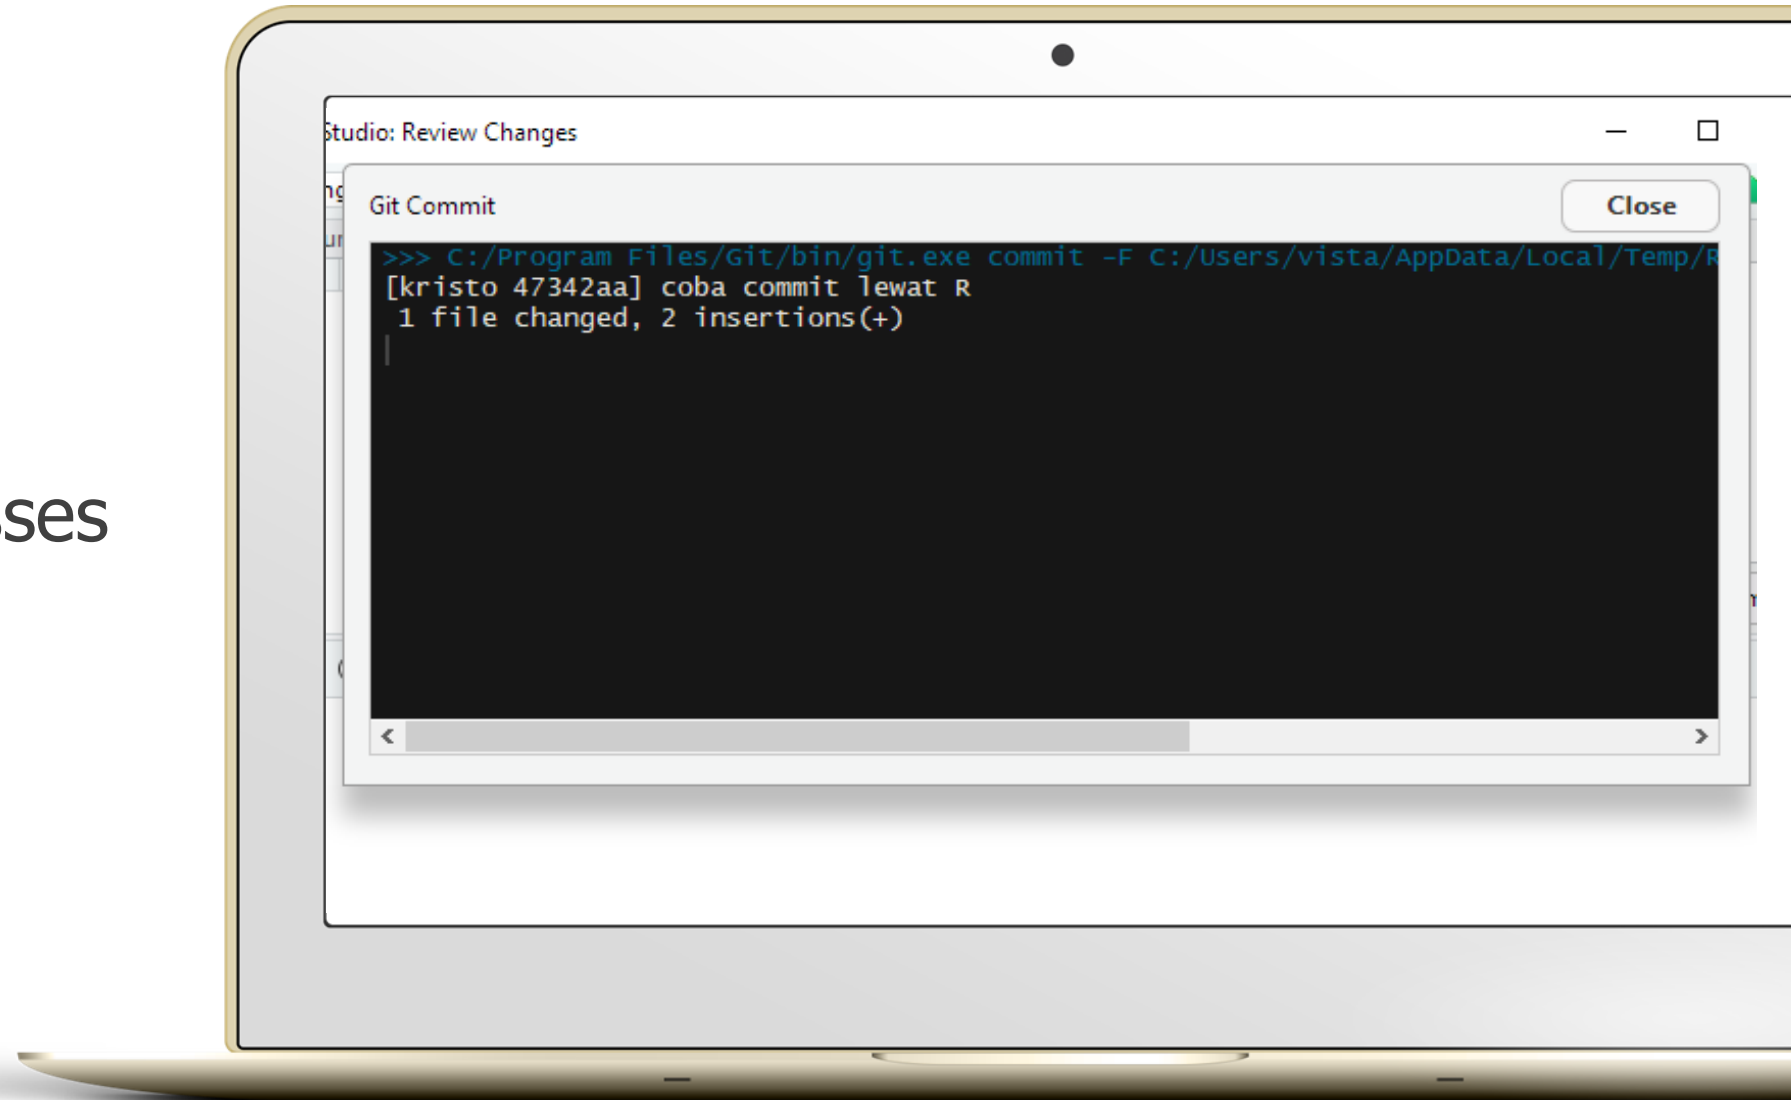 Studio: Review Changes
Git Commit
Close
>>> C:/Program Files/Git/bin/git.exe commit -F C:/Users/vista/AppData/Local/Temp/R
[kristo 47342aa] coba commit lewat R
1 file changed, 2 insertions(+)
sses